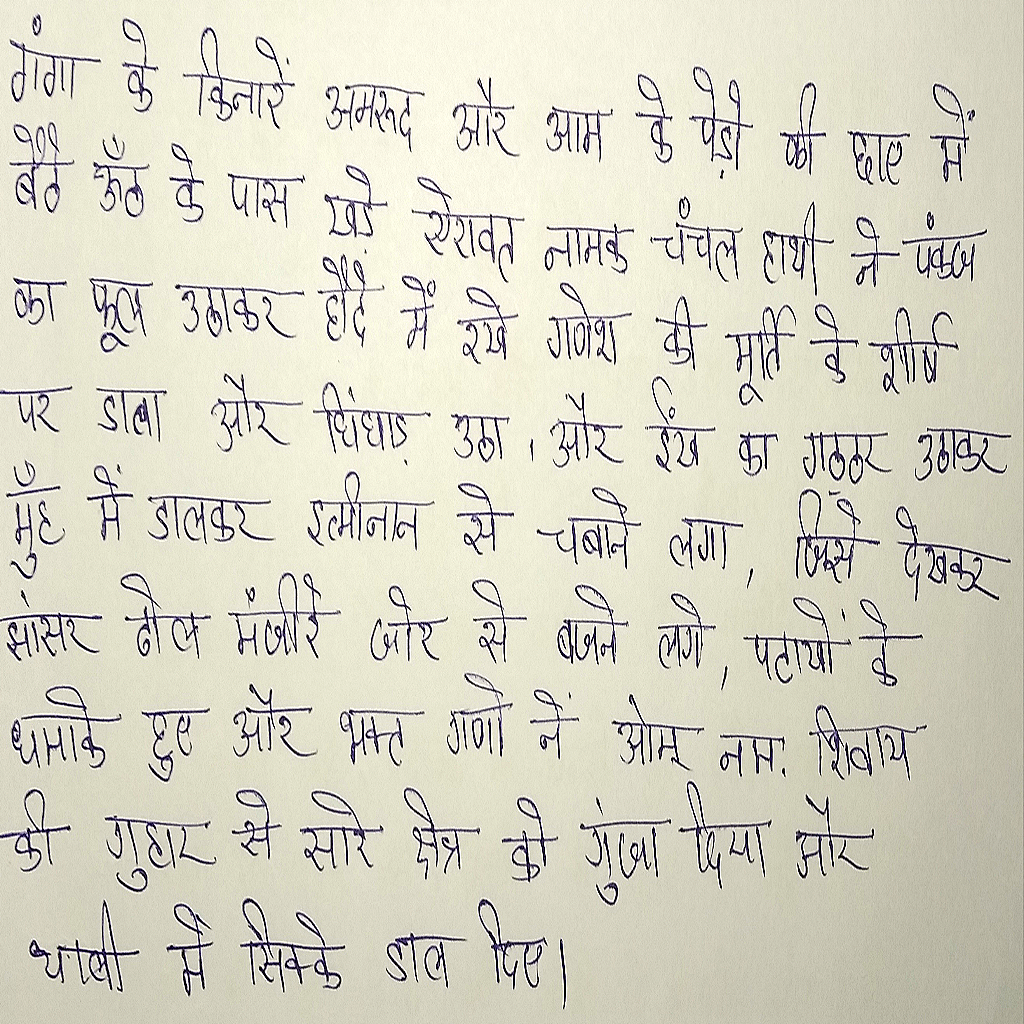 गंगा के किनारें अमरूद और आम के पेड़ो की छाए में
बैठे ऊँठ के पास खड़े ऐरावत नामक चंचल हाथी ने पंकज
का फूल उठाकर हौदे में रखे गणेश की मूर्ति के शीर्ष
पर डाला और चिंघाड़ उठा, और ईख का गठ्ठर उठाकर
मुँह में डालकर इत्मीनान से चबाने लगा, जिसे देखकर
झांसर ढोल मंजीरे जोर से बजने लगे, पटाखों के
धमाके हुए और भक्त गणो नें ओम नमः शिवाय
की गुहार से सारे क्षेत्र को गुंजा दिया और
थाली में सिक्के डाल दिए।